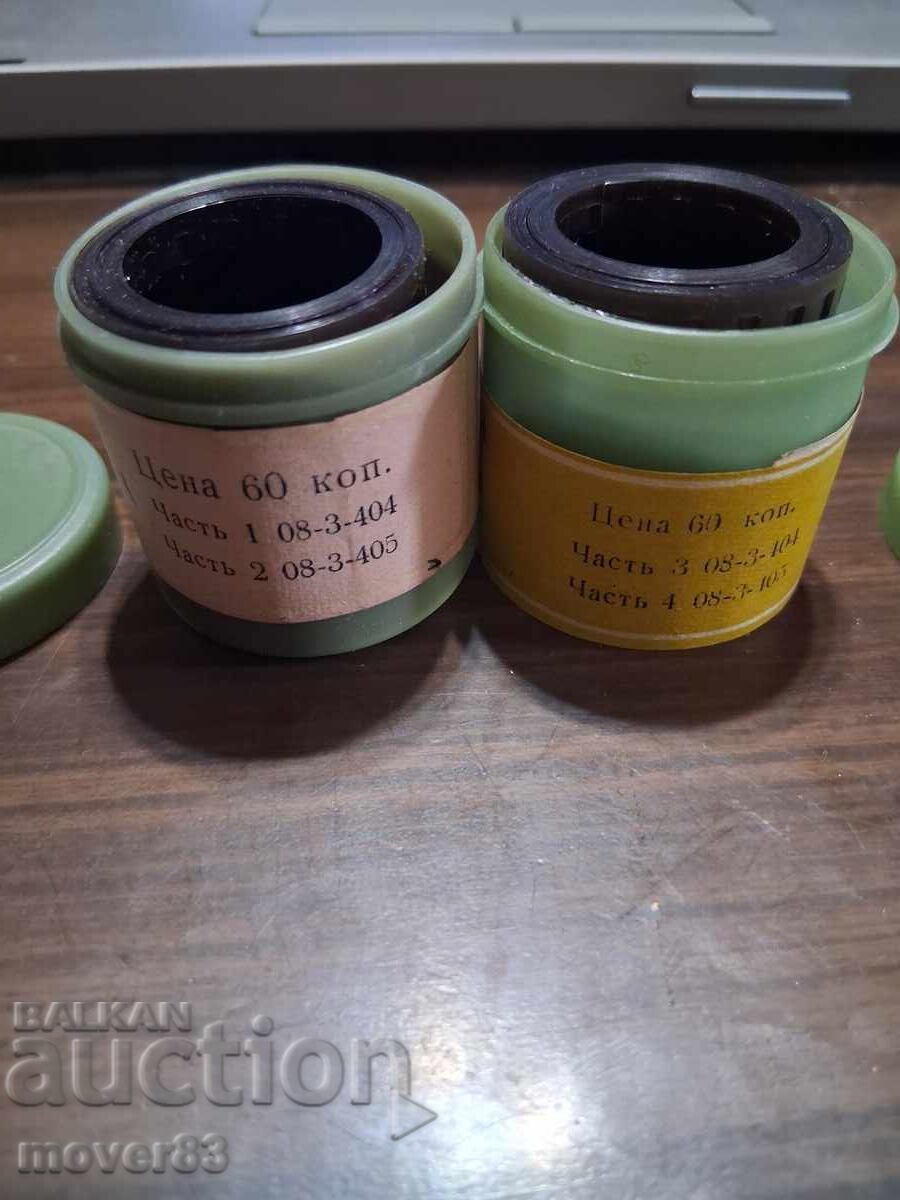 Цена 60 коп.
Часть 1 08-3-404
Часть 2 08-3-405
Цена 60 коп.
Часть 3 08-3-404
Часть 4 08-3-405
BALKAN
auction
mover83